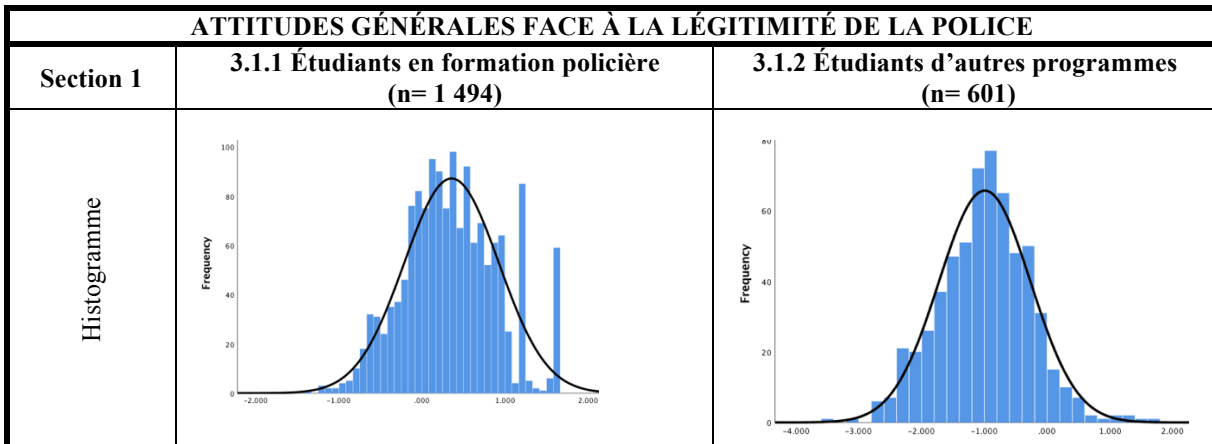 ATTITUDES GÉNÉRALES FACE À LA LÉGITIMITÉ DE LA POLICE
Section 1
3.1.1 Étudiants en formation policière
(n= 1 494)
3.1.2 Étudiants d’autres programmes
(n= 601)
Histogramme
Frequency
100
80
60
40
20
0
-2.000 -1.000 .000 1.000 2.000
Frequency
80
60
40
20
0
-4.000 -3.000 -2.000 -1.000 .000 1.000 2.000